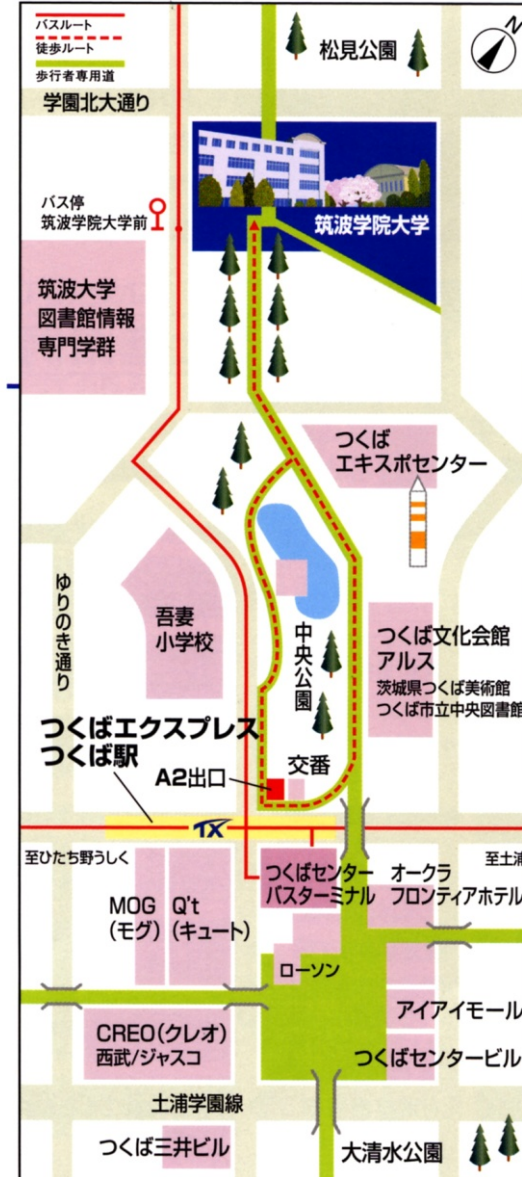 バスルート
徒歩ルート
歩行者専用道
N
松見公園
学園北大通り
バス停
筑波学院大学前
筑波学院大学
筑波大学
図書館情報
専門学群
つくば
エキスポセンター
ゆりのき通り
吾妻
小学校
中央公園
つくば文化会館
アルス
茨城県つくば美術館
つくば市立中央図書館
つくばエクスプレス
つくば駅
A2出口
交番
TX
至ひたち野うしく
至土浦
つくばセンター
バスターミナル
オークラ
フロンティアホテル
MOG
(モグ)
Q't
(キュート)
ローソン
アイアイモール
CREO(クレオ)
西武/ジャスコ
つくばセンタービル
土浦学園線
つくば三井ビル
大清水公園